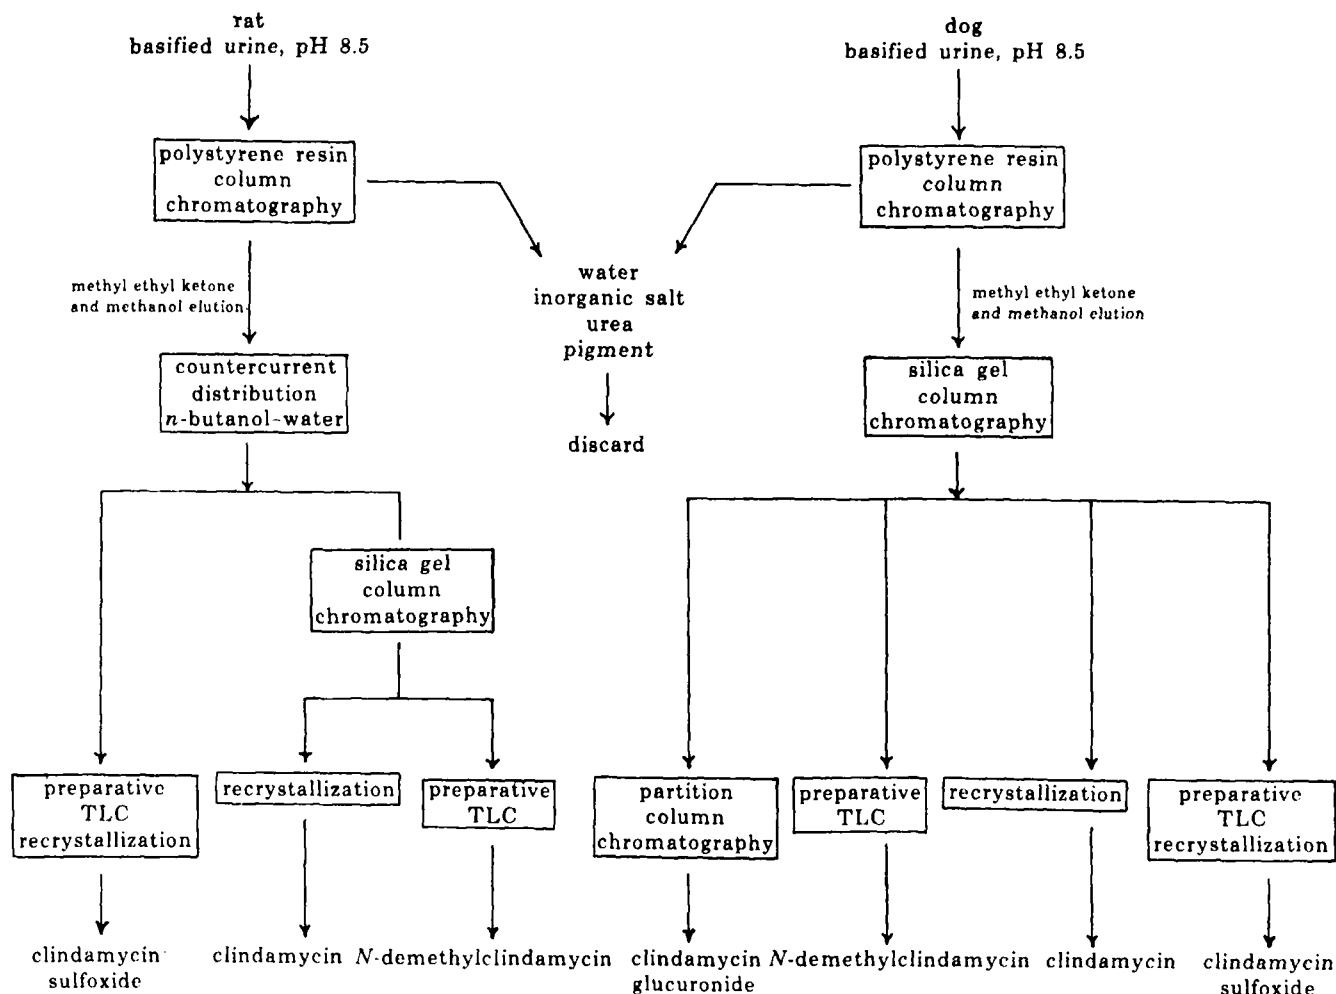 rat
basified urine, pH 8.5
dog
basified urine, pH 8.5
polystyrene resin
column
chromatography
polystyrene resin
column
chromatography
methyl ethyl ketone
and methanol elution
water
inorganic salt
urea
pigment
discard
methyl ethyl ketone
and methanol elution
countercurrent
distribution
n-butanol-water
silica gel
column
chromatography
silica gel
column
chromatography
preparative
TLC
recrystallization
recrystallization
preparative
TLC
partition
column
chromatography
preparative
TLC
recrystallization
preparative
TLC
recrystallization
clindamycin
sulfoxide
clindamycin
N-demethylclindamycin
clindamycin
glucuronide
N-demethylclindamycin
clindamycin
clindamycin
sulfoxide